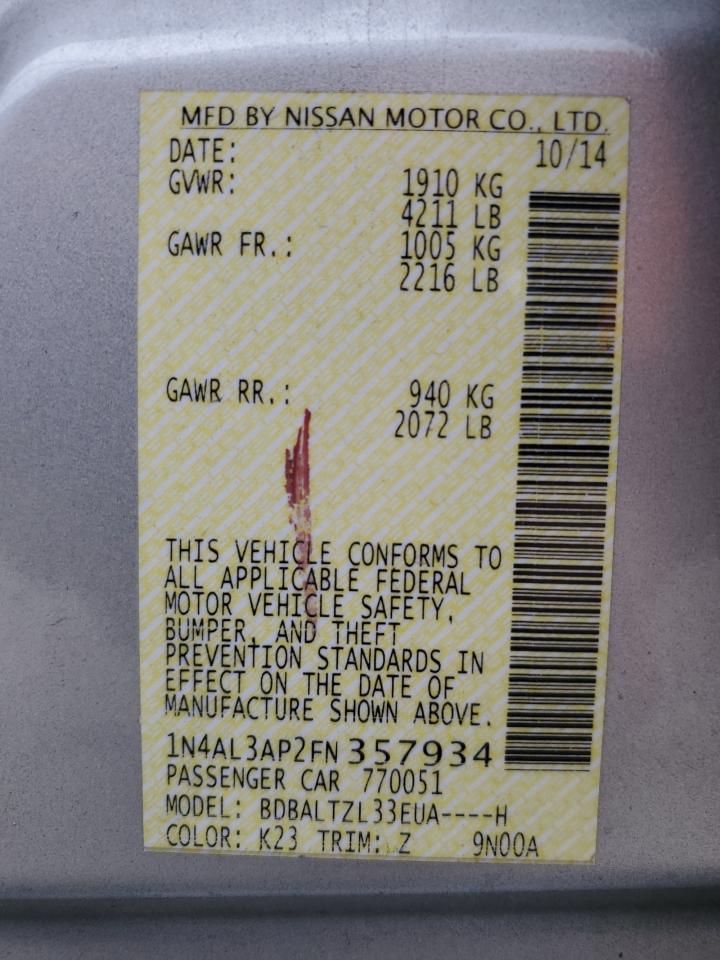 MFD BY NISSAN MOTOR CO., LTD.
DATE: 10/14
GVWR: 1910 KG
4211 LB
GAWR FR.: 1005 KG
2216 LB
GAWR RR.: 940 KG
2072 LB
THIS VEHICLE CONFORMS TO
ALL APPLICABLE FEDERAL
MOTOR VEHICLE SAFETY,
BUMPER, AND THEFT
PREVENTION STANDARDS IN
EFFECT ON THE DATE OF
MANUFACTURE SHOWN ABOVE.
1N4AL3AP2FN357934
PASSENGER CAR 770051
MODEL: BDBALTZL33EUA----H
COLOR: K23 TRIM: Z 9N00A